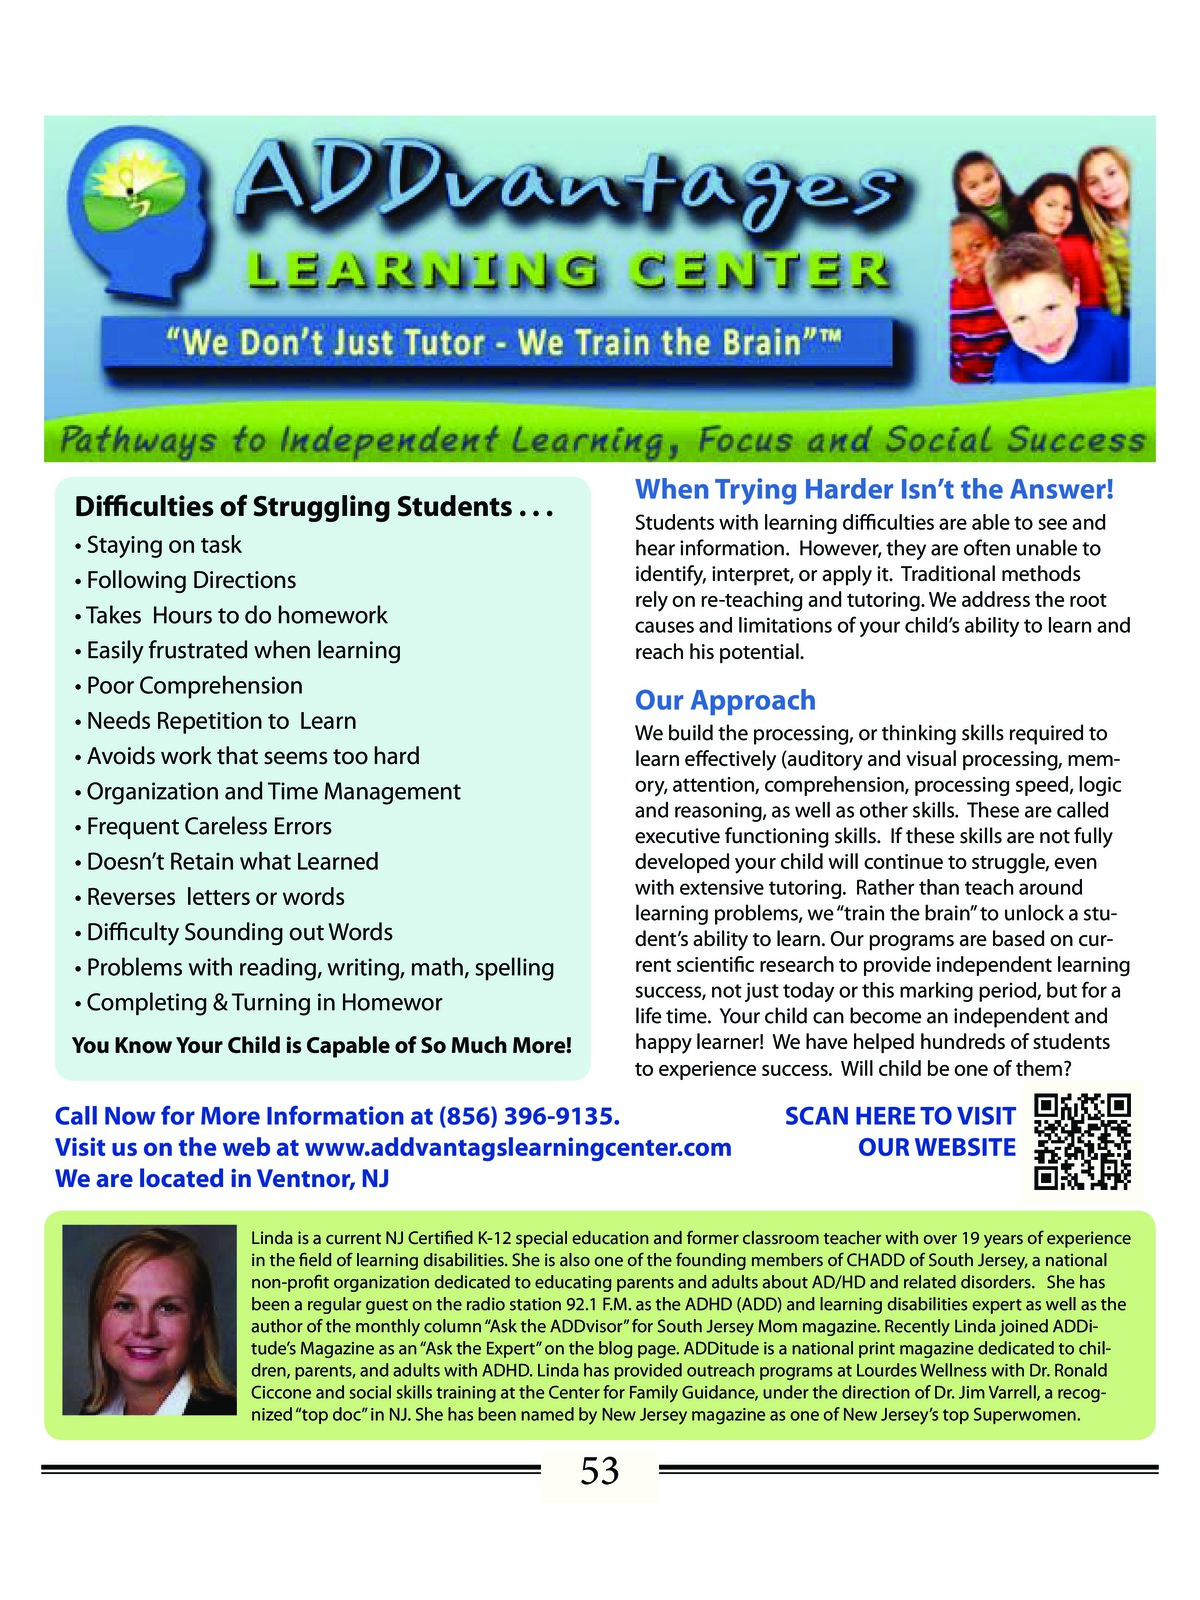 ADDvantages
LEARNING CENTER
“We Don’t Just Tutor - We Train the Brain”™
Pathways to Independent Learning, Focus and Social Success
Difficulties of Struggling Students . . .
• Staying on task
• Following Directions
• Takes  Hours to do homework
• Easily frustrated when learning
• Poor Comprehension
• Needs Repetition to  Learn
• Avoids work that seems too hard
• Organization and Time Management
• Frequent Careless Errors
• Doesn’t Retain what Learned
• Reverses  letters or words
• Difficulty Sounding out Words
• Problems with reading, writing, math, spelling
• Completing & Turning in Homewor
You Know Your Child is Capable of So Much More!
When Trying Harder Isn’t the Answer!
Students with learning difficulties are able to see and
hear information.  However, they are often unable to
identify, interpret, or apply it.  Traditional methods
rely on re-teaching and tutoring. We address the root
causes and limitations of your child’s ability to learn and
reach his potential.
Our Approach
We build the processing, or thinking skills required to
learn effectively (auditory and visual processing, mem-
ory, attention, comprehension, processing speed, logic
and reasoning, as well as other skills.  These are called
executive functioning skills.  If these skills are not fully
developed your child will continue to struggle, even
with extensive tutoring.  Rather than teach around
learning problems, we “train the brain” to unlock a stu-
dent’s ability to learn. Our programs are based on cur-
rent scientific research to provide independent learning
success, not just today or this marking period, but for a
life time.  Your child can become an independent and
happy learner!  We have helped hundreds of students
to experience success.  Will child be one of them?
Call Now for More Information at (856) 396-9135.
Visit us on the web at www.addvantagslearningcenter.com
We are located in Ventnor, NJ
SCAN HERE TO VISIT
OUR WEBSITE
Linda is a current NJ Certified K-12 special education and former classroom teacher with over 19 years of experience
in the field of learning disabilities. She is also one of the founding members of CHADD of South Jersey, a national
non-profit organization dedicated to educating parents and adults about AD/HD and related disorders.   She has
been a regular guest on the radio station 92.1 F.M. as the ADHD (ADD) and learning disabilities expert as well as the
author of the monthly column “Ask the ADDvisor” for South Jersey Mom magazine. Recently Linda joined ADDi-
tude’s Magazine as an “Ask the Expert” on the blog page. ADDitude is a national print magazine dedicated to chil-
dren, parents, and adults with ADHD. Linda has provided outreach programs at Lourdes Wellness with Dr. Ronald
Ciccone and social skills training at the Center for Family Guidance, under the direction of Dr. Jim Varrell, a recog-
nized “top doc” in NJ. She has been named by New Jersey magazine as one of New Jersey’s top Superwomen.
53